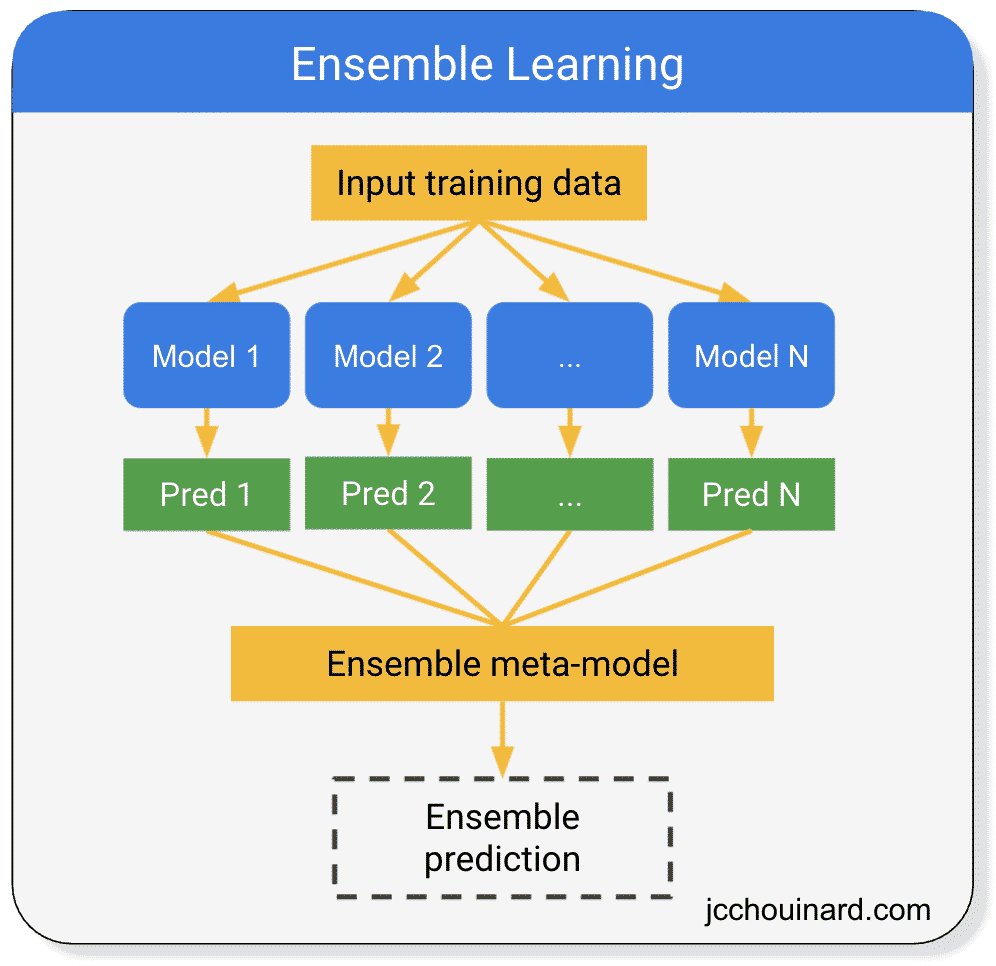 Ensemble Learning
Input training data
Model 1
Model 2
...
Model N
Pred 1
Pred 2
...
Pred N
Ensemble meta-model
Ensemble
prediction
jcchouinard.com